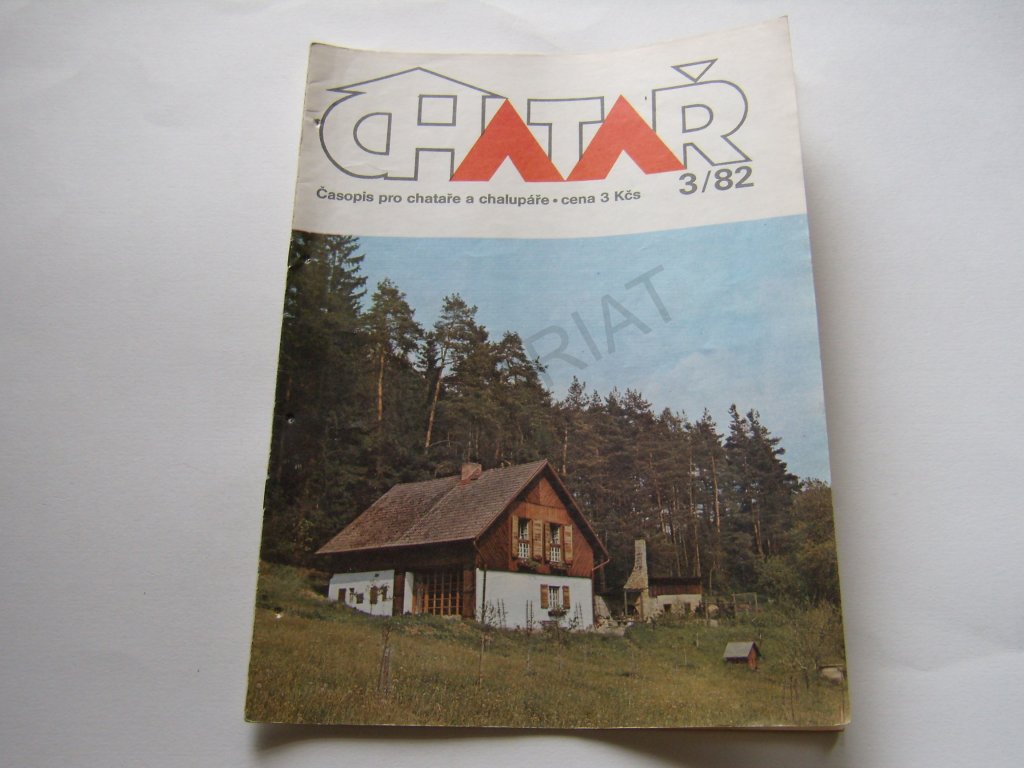 CHATAŘ
Časopis pro chataře a chalupáře • cena 3 Kčs
3/82
RIAT